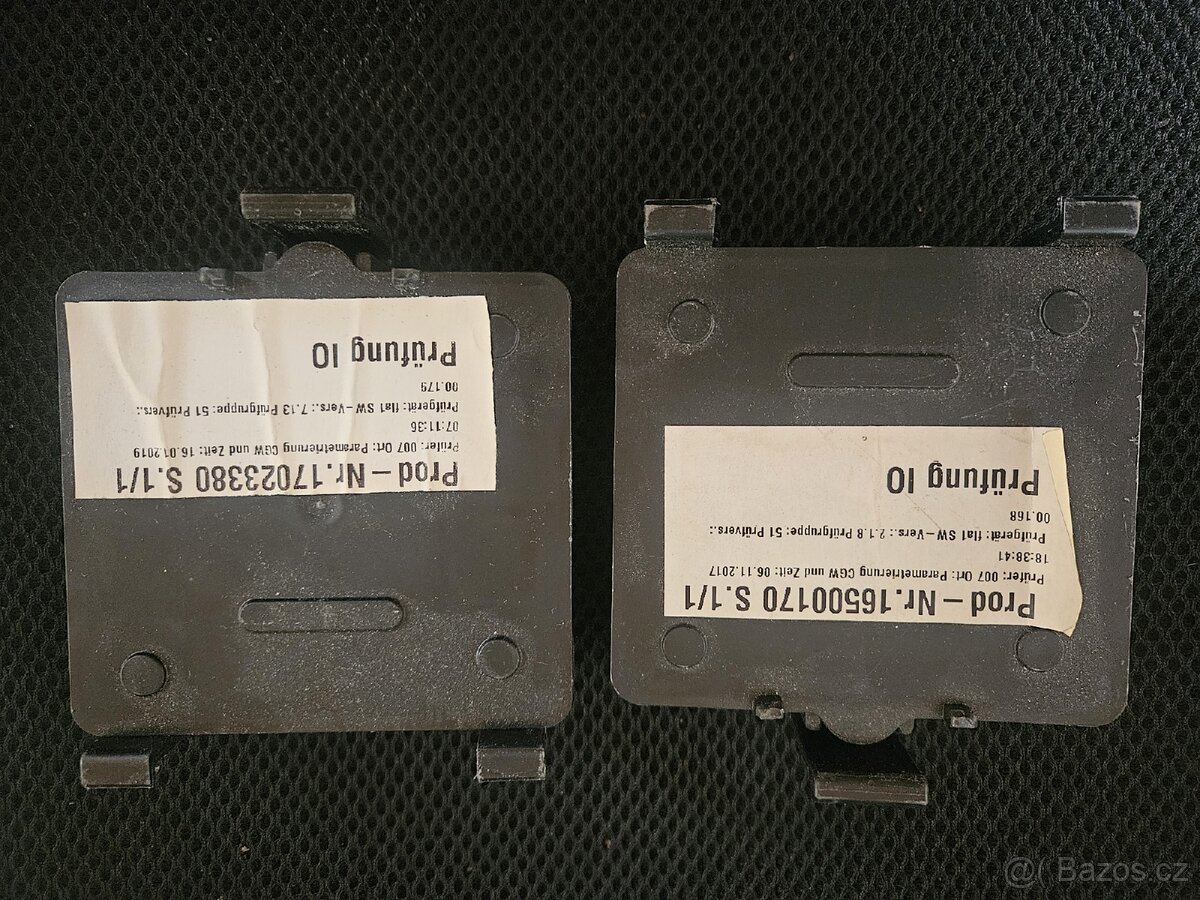 Prod-Nr.17023380 S.1/1
Prüfer: 007 Ort: Parametrierung CGW und Zeit: 16.01.2019
07:11:36
Prüfgerät: fla1 SW-Vers.: 7.13 Prüfgruppe: 51 Prüfvers.:
00.179
Prüfung IO
Prod-Nr.16500170 S.1/1
Prüfer: 007 Ort: Parametrierung CGW und Zeit: 06.11.2017
18:38:41
Prüfgerät: fla1 SW-Vers.: 2.1.8 Prüfgruppe: 51 Prüfvers.:
00.168
Prüfung IO
@( Bazos.cz